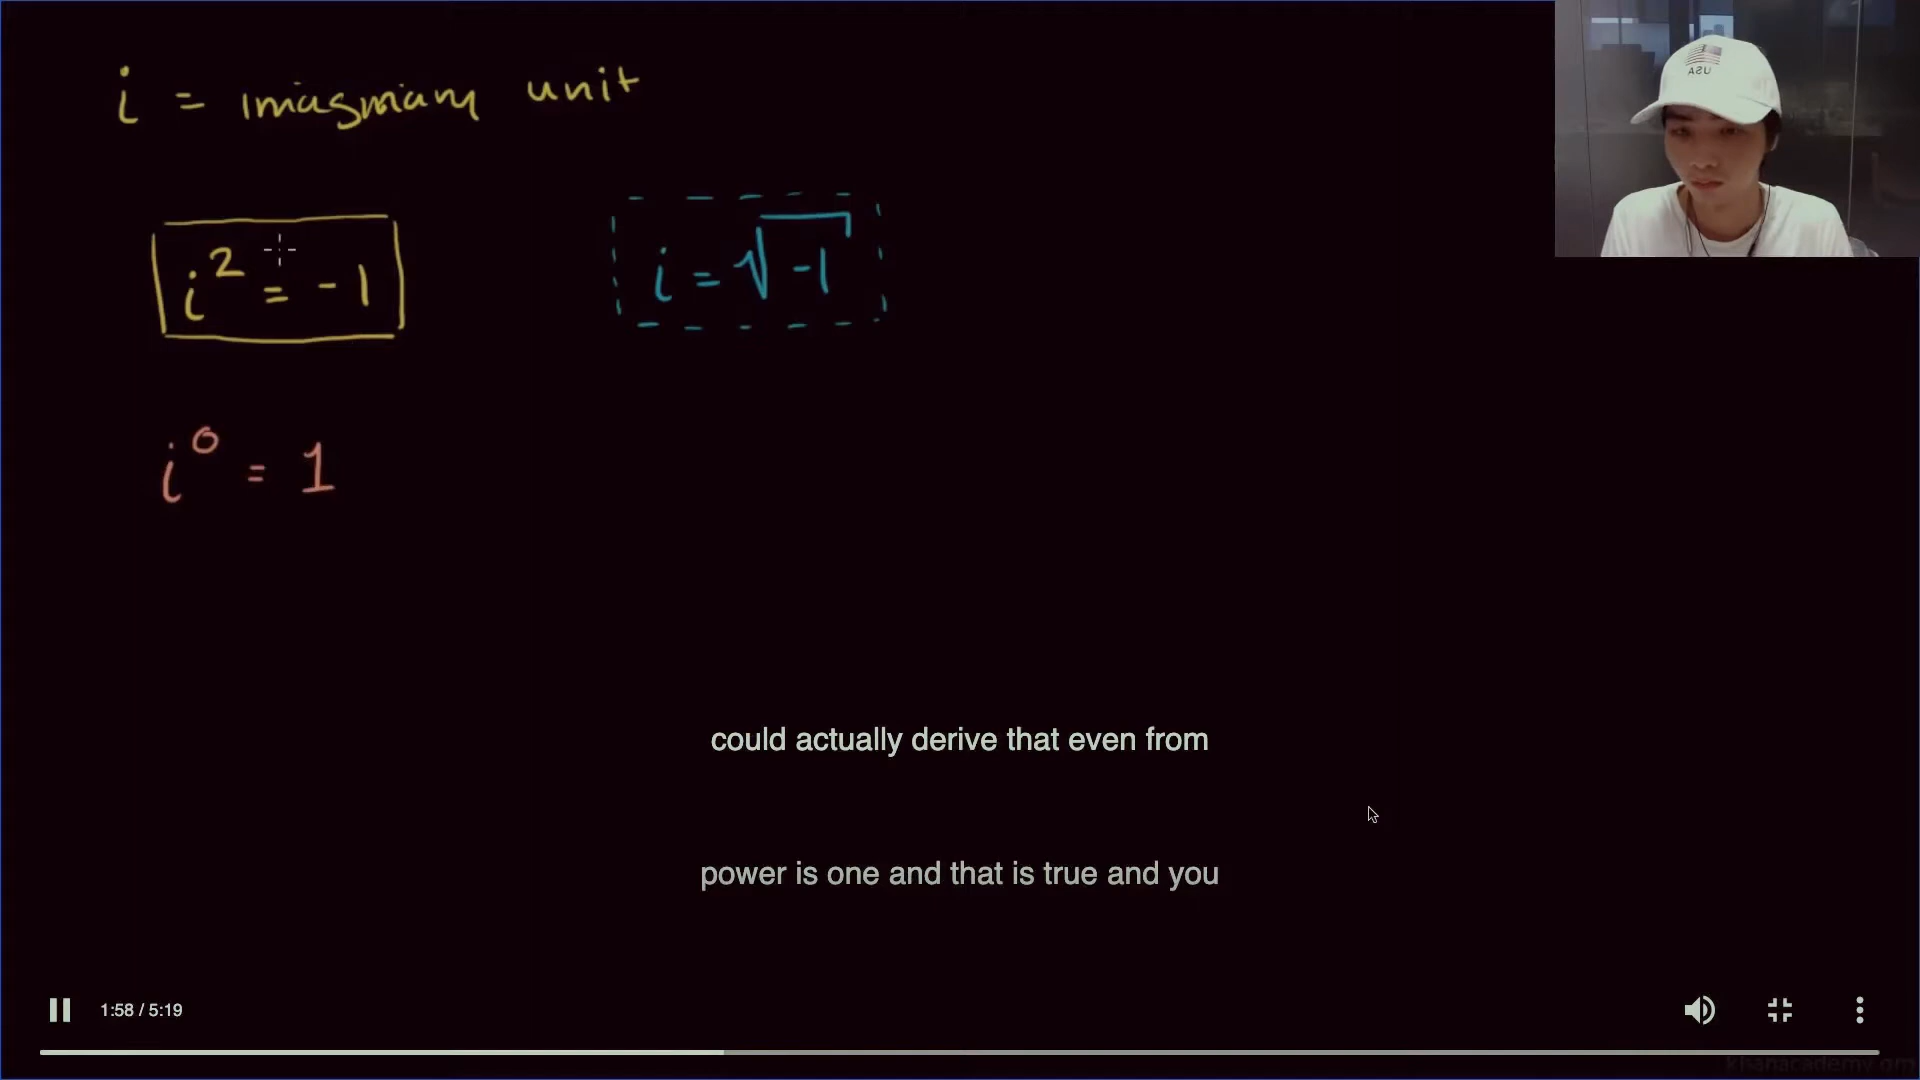 i = imaginary unit
USA
i² = -1
i = √-1
i⁰ = 1
could actually derive that even from
power is one and that is true and you
1:58 / 5:19